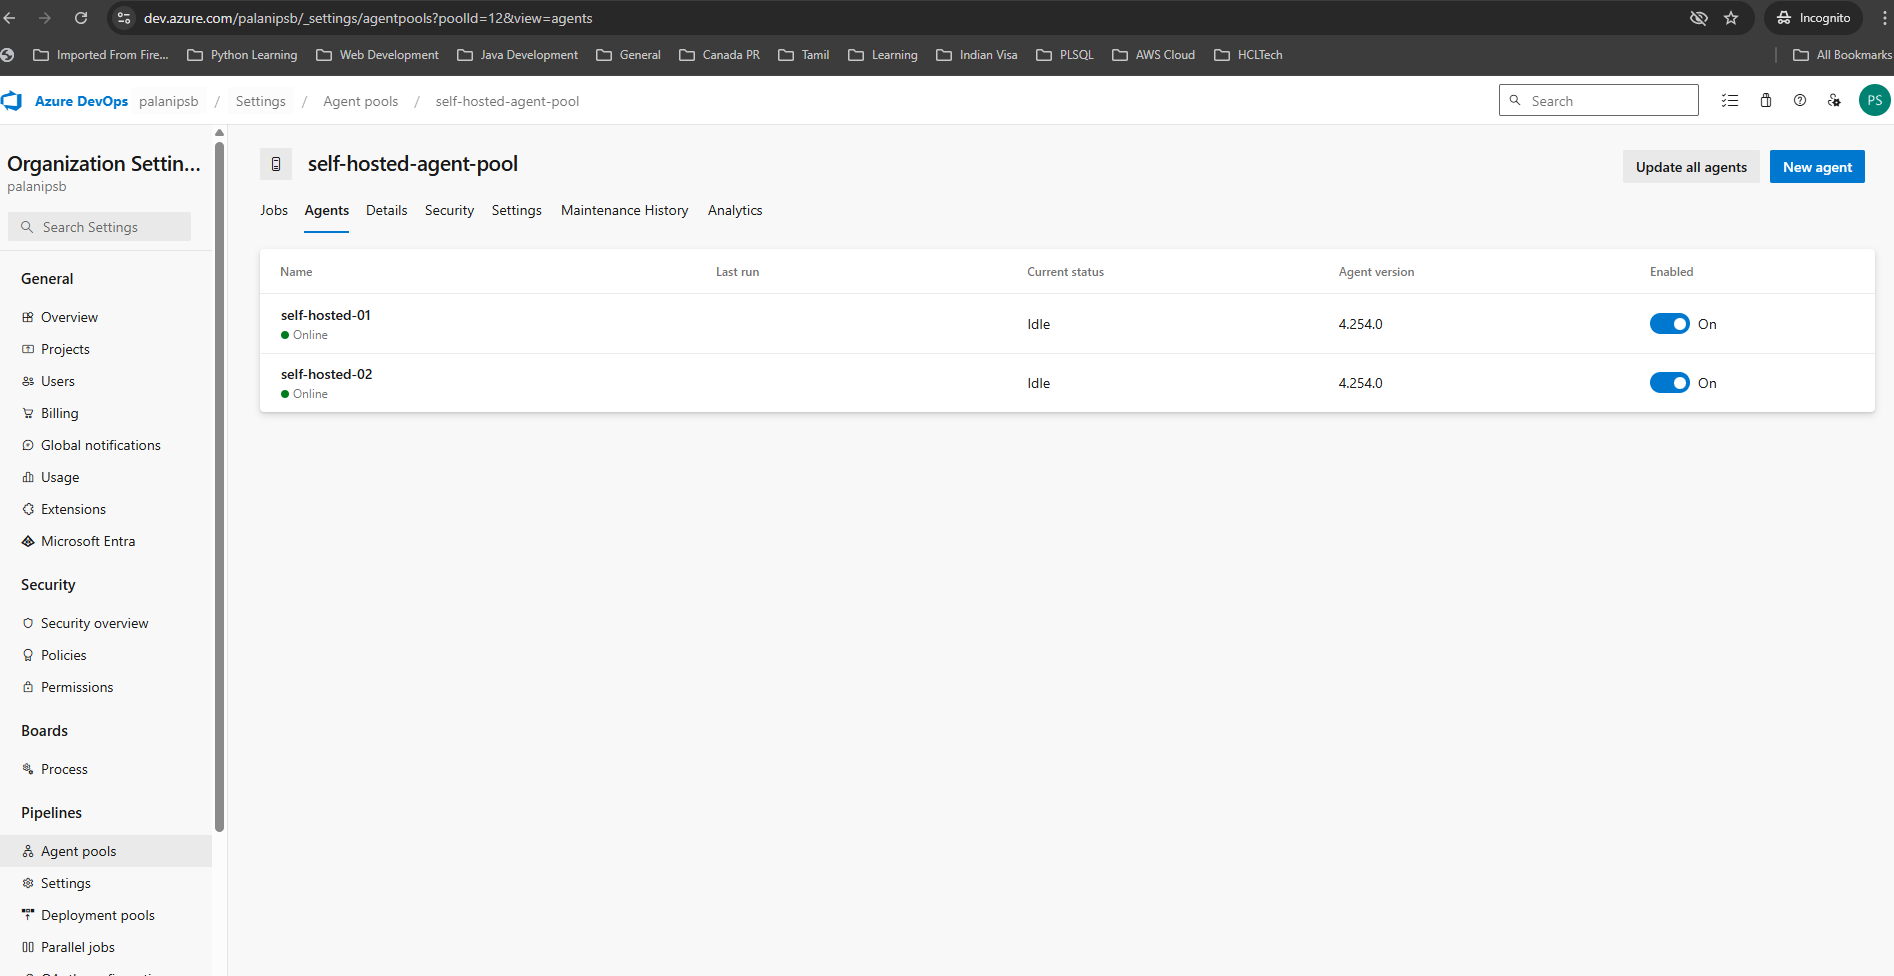 dev.azure.com/palanipsb/_settings/agentpools?poolId=12&view=agents
Incognito
Imported From Fire... Python Learning Web Development Java Development General Canada PR Tamil Learning Indian Visa PLSQL AWS Cloud HCLTech All Bookmarks
Azure DevOps palanipsb / Settings / Agent pools / self-hosted-agent-pool
Search
PS
Organization Settin...
palanipsb
Search Settings
General
Overview
Projects
Users
Billing
Global notifications
Usage
Extensions
Microsoft Entra
Security
Security overview
Policies
Permissions
Boards
Process
Pipelines
Agent pools
Settings
Deployment pools
Parallel jobs
self-hosted-agent-pool
Update all agents New agent
Jobs Agents Details Security Settings Maintenance History Analytics
Name Last run Current status Agent version Enabled
self-hosted-01
Online
Idle 4.254.0 On
self-hosted-02
Online
Idle 4.254.0 On